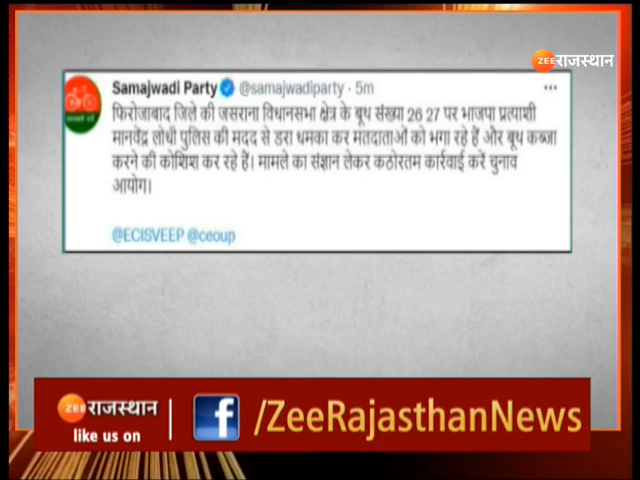 ZEE राजस्थान
Samajwadi Party @samajwadiparty · 5m
फिरोजाबाद जिले की जसराना विधानसभा क्षेत्र के बूथ संख्या 26 27 पर भाजपा प्रत्याशी
मानवेंद्र लोधी पुलिस की मदद से डरा धमका कर मतदाताओं को भगा रहे हैं और बूथ कब्जा
करने की कोशिश कर रहे हैं। मामले का संज्ञान लेकर कठोरतम कार्रवाई करें चुनाव
आयोग।
@ECISVEEP @ceoup
ZEE राजस्थान
like us on
f /ZeeRajasthanNews